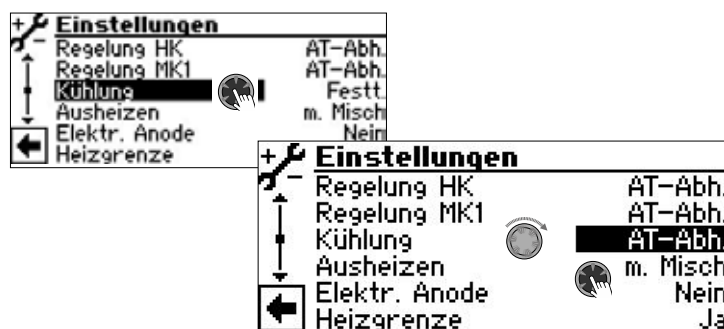 Einstellungen
Regelung HK AT-Abh.
Regelung MK1 AT-Abh.
Kühlung Festt.
Ausheizen m. Misch
Elektr. Anode Nein
Heizgrenze
Einstellungen
Regelung HK AT-Abh.
Regelung MK1 AT-Abh.
Kühlung AT-Abh.
Ausheizen m. Misch
Elektr. Anode Nein
Heizgrenze Ja